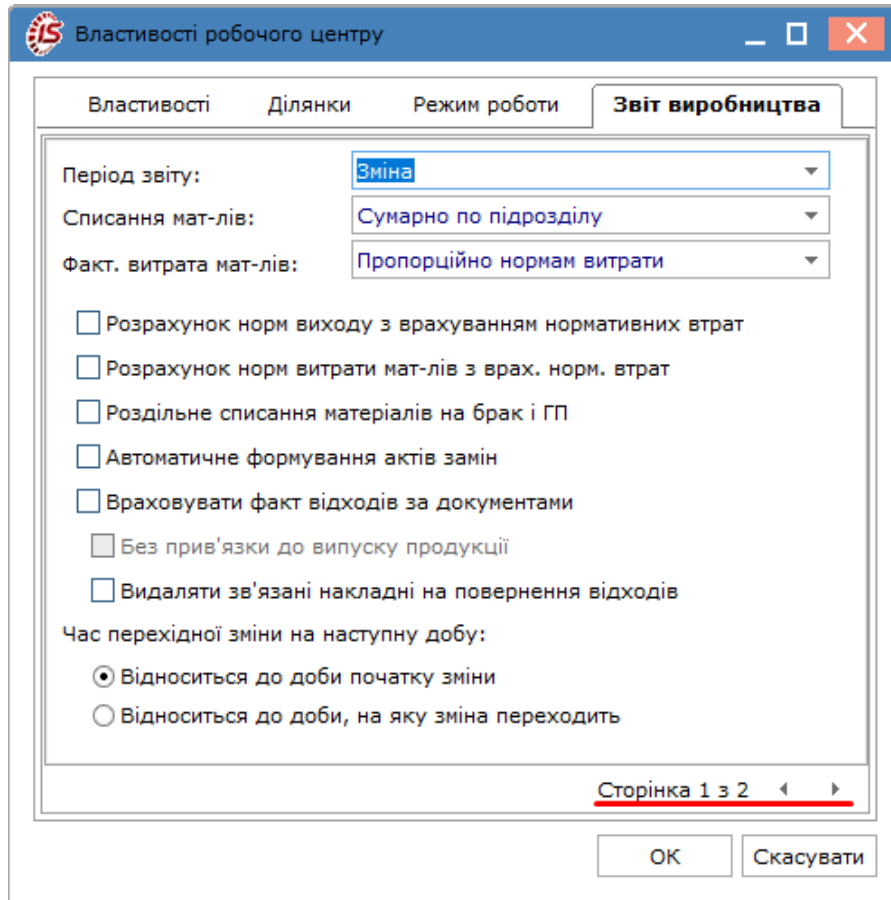 Властивості робочого центру
Властивості Ділянки Режим роботи Звіт виробництва
Період звіту: Зміна
Списання мат-лів: Сумарно по підрозділу
Факт. витрата мат-лів: Пропорційно нормам витрати
Розрахунок норм виходу з врахуванням нормативних втрат
Розрахунок норм витрати мат-лів з врах. норм. втрат
Роздільне списання матеріалів на брак і ГП
Автоматичне формування актів замін
Враховувати факт відходів за документами
Без прив'язки до випуску продукції
Видаляти зв'язані накладні на повернення відходів
Час перехідної зміни на наступну добу:
Відноситься до доби початку зміни
Відноситься до доби, на яку зміна переходить
Сторінка 1 з 2
ОК Скасувати